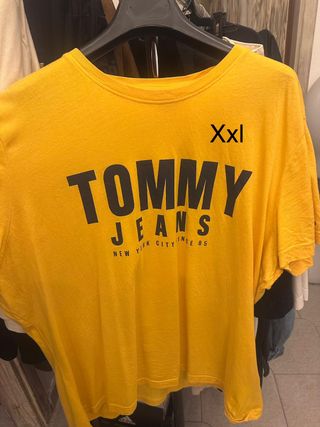 Xxl
TOMMY
JEANS
NEW YORK CITY SINCE 85